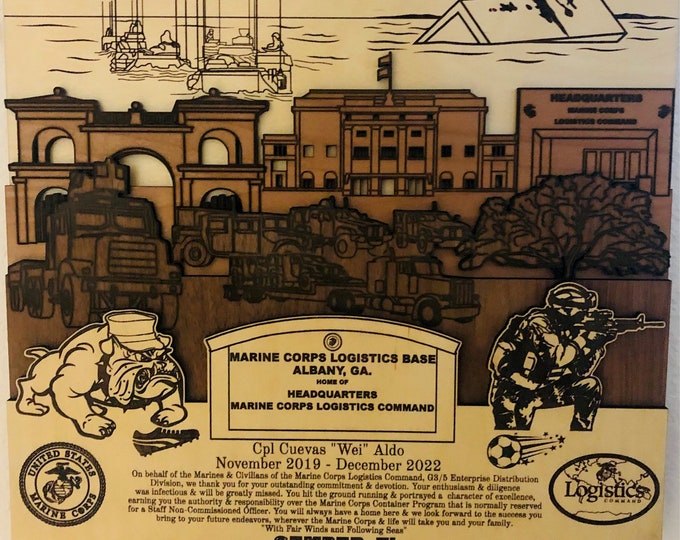 HEADQUARTERS
MARINE CORPS
LOGISTICS COMMAND
MARINE CORPS LOGISTICS BASE
ALBANY, GA.
HOME OF
HEADQUARTERS
MARINE CORPS LOGISTICS COMMAND
Cpl Cuevas "Wei" Aldo
November 2019 - December 2022
On behalf of the Marines & Civilians of the Marine Corps Logistics Command, G3/5 Enterprise Distribution
Division, we thank you for your outstanding commitment & devotion. Your enthusiasm & diligence
was infectious & will be greatly missed. You hit the ground running & portrayed a character of excellence,
earning you the authority & responsibility over the Marine Corps Container Program that is normally reserved
for a Staff Non-Commissioned Officer. You will always have a home here & we look forward to the success you
bring to your future endeavors, wherever the Marine Corps & life will take you and your family.
"With Fair Winds and Following Seas"
UNITED STATES
MARINE CORPS
Logistics
COMMAND